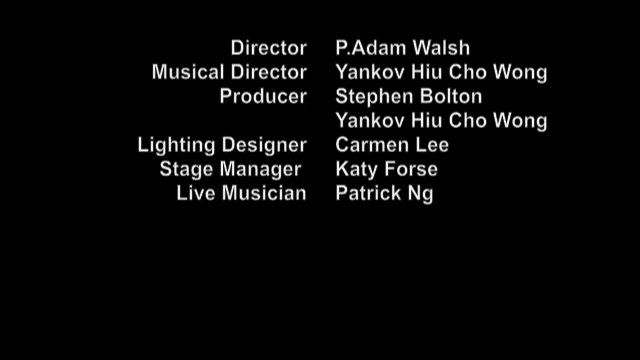 Director P.Adam Walsh
Musical Director Yankov Hiu Cho Wong
Producer Stephen Bolton
Yankov Hiu Cho Wong
Lighting Designer Carmen Lee
Stage Manager Katy Forse
Live Musician Patrick Ng